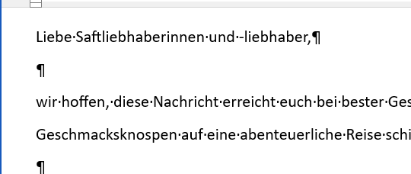 Liebe Saftliebhaberinnen und -liebhaber,¶
¶
wir hoffen, diese Nachricht erreicht euch bei bester
Geschmacksknospen auf eine abenteuerliche Reise
¶